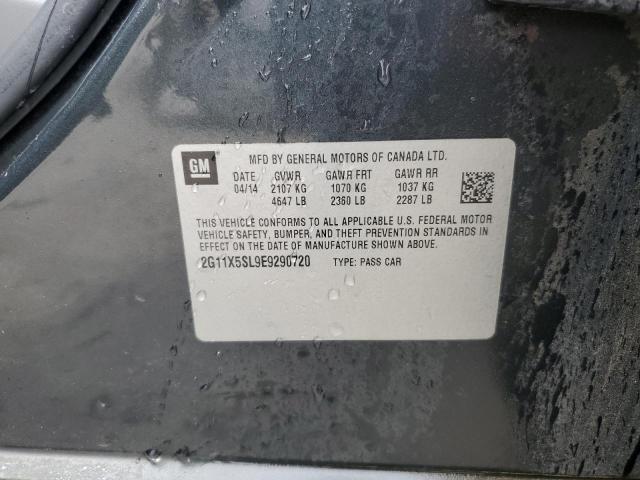 GM
MFD BY GENERAL MOTORS OF CANADA LTD.
DATE GVWR GAWR FRT GAWR RR
04/14 2107 KG 1070 KG 1037 KG
4647 LB 2360 LB 2287 LB
THIS VEHICLE CONFORMS TO ALL APPLICABLE U.S. FEDERAL MOTOR
VEHICLE SAFETY, BUMPER, AND THEFT PREVENTION STANDARDS IN
EFFECT ON THE DATE OF MANUFACTURE SHOWN ABOVE.
2G11X5SL9E9290720 TYPE: PASS CAR